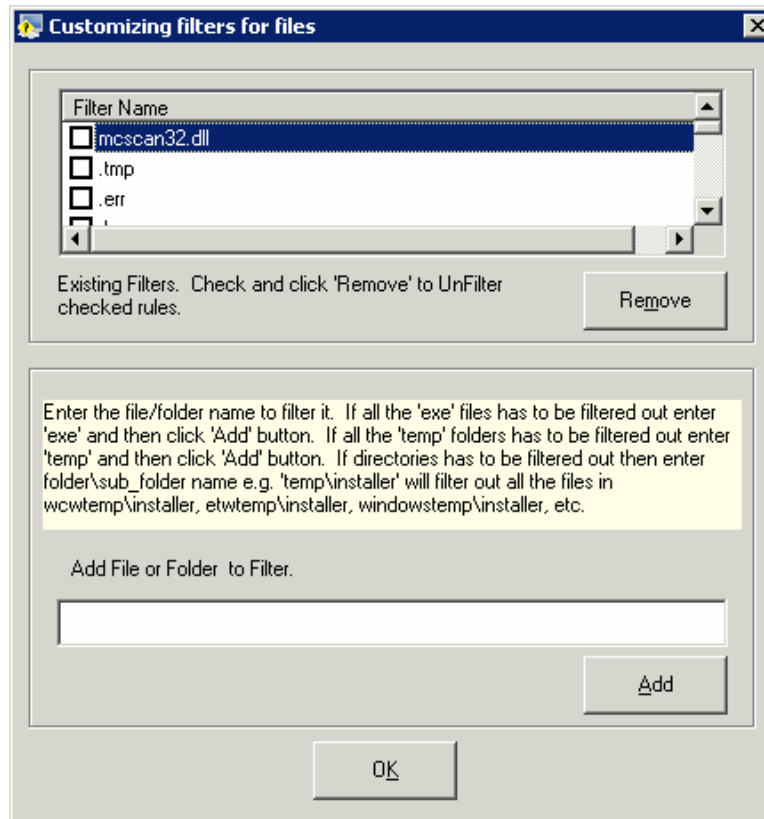 Customizing filters for files
Filter Name
mcscan32.dll
.tmp
.err
Existing Filters. Check and click 'Remove' to UnFilter
checked rules.
Remove
Enter the file/folder name to filter it. If all the 'exe' files has to be filtered out enter
'exe' and then click 'Add' button. If all the 'temp' folders has to be filtered out enter
'temp' and then click 'Add' button. If directories has to be filtered out then enter
folder\sub_folder name e.g. 'temp\installer' will filter out all the files in
wcwtemp\installer, etwtemp\installer, windowstemp\installer, etc.
Add File or Folder to Filter.
Add
OK